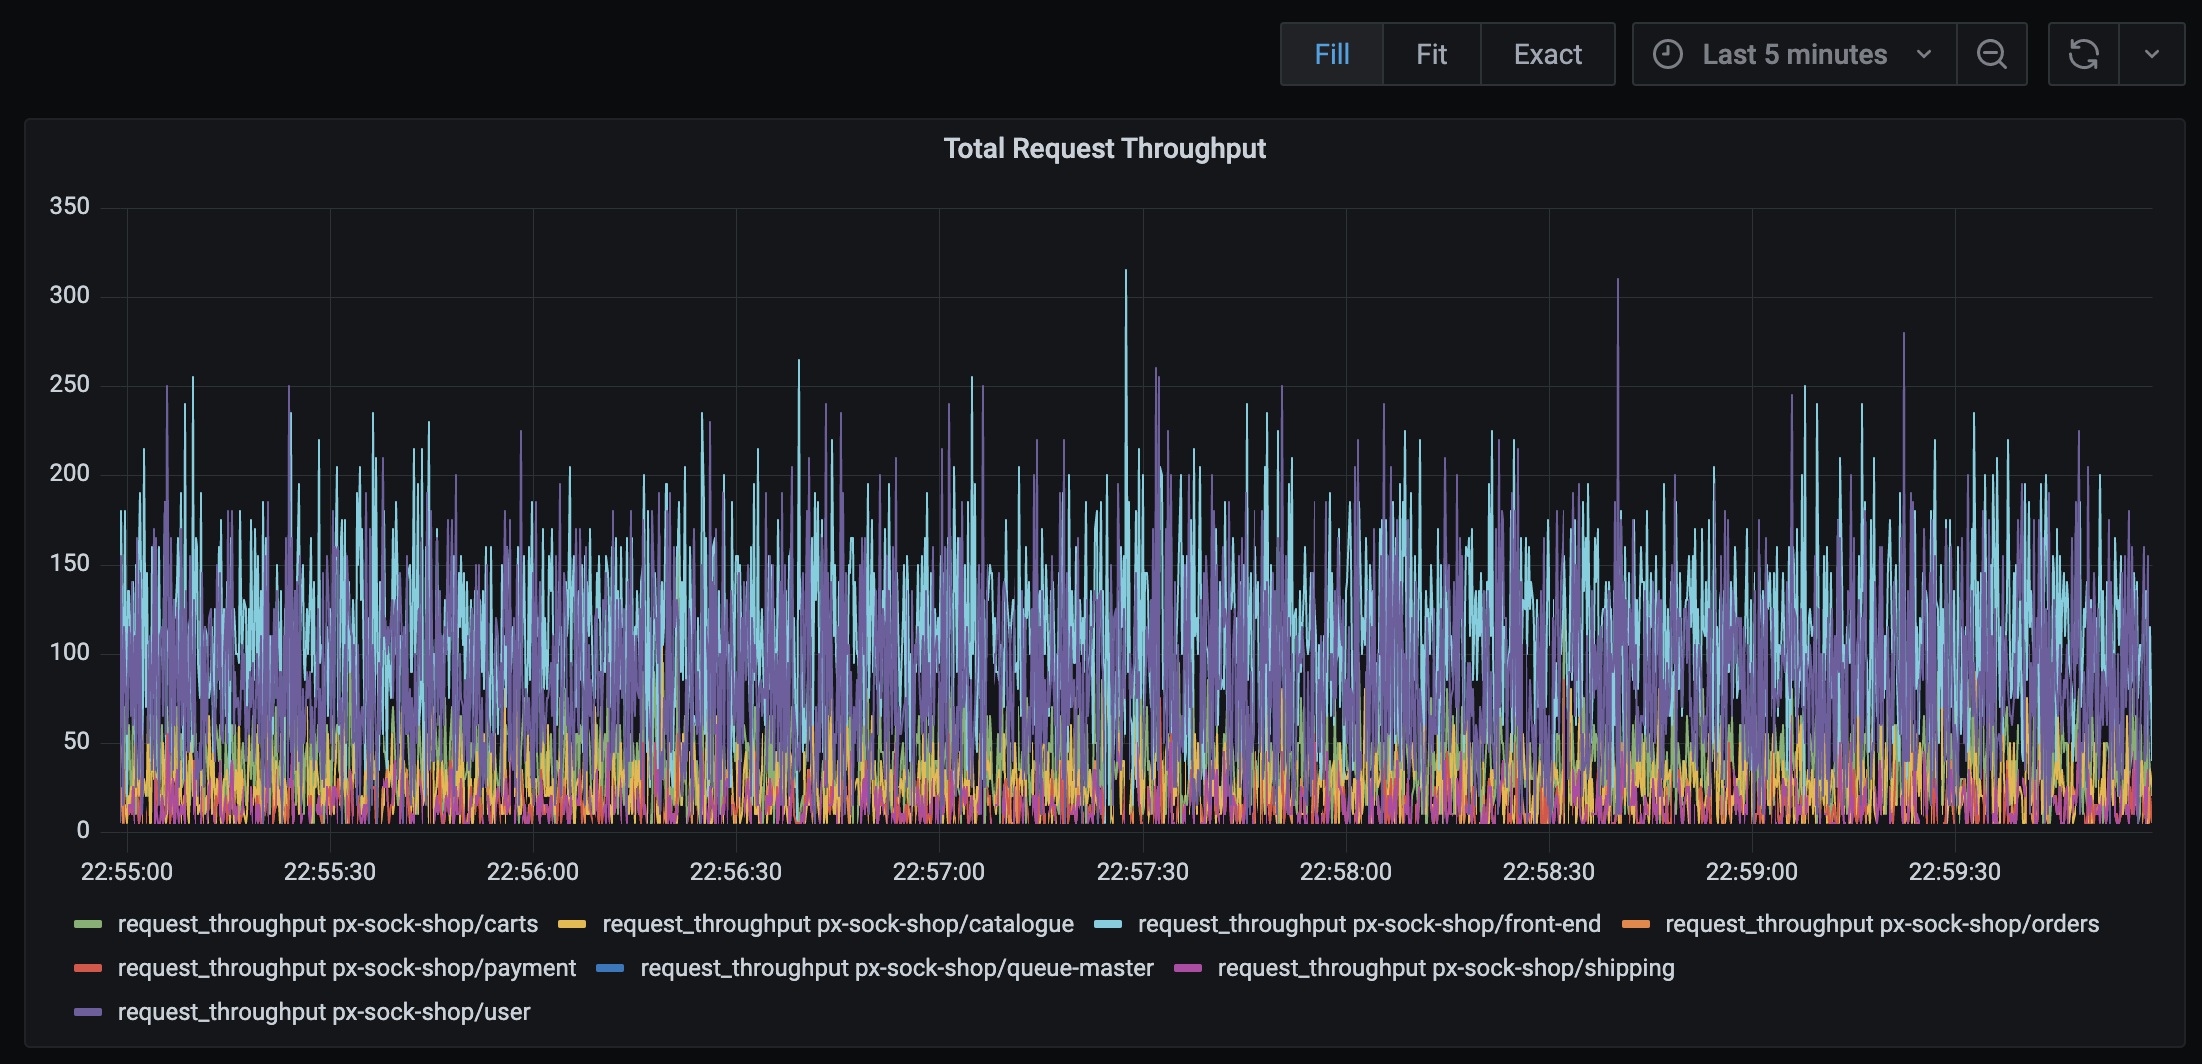 Fill Fit Exact Last 5 minutes
Total Request Throughput
350
300
250
200
150
100
50
0
22:55:00 22:55:30 22:56:00 22:56:30 22:57:00 22:57:30 22:58:00 22:58:30 22:59:00 22:59:30
request_throughput px-sock-shop/carts request_throughput px-sock-shop/catalogue request_throughput px-sock-shop/front-end request_throughput px-sock-shop/orders
request_throughput px-sock-shop/payment request_throughput px-sock-shop/queue-master request_throughput px-sock-shop/shipping
request_throughput px-sock-shop/user